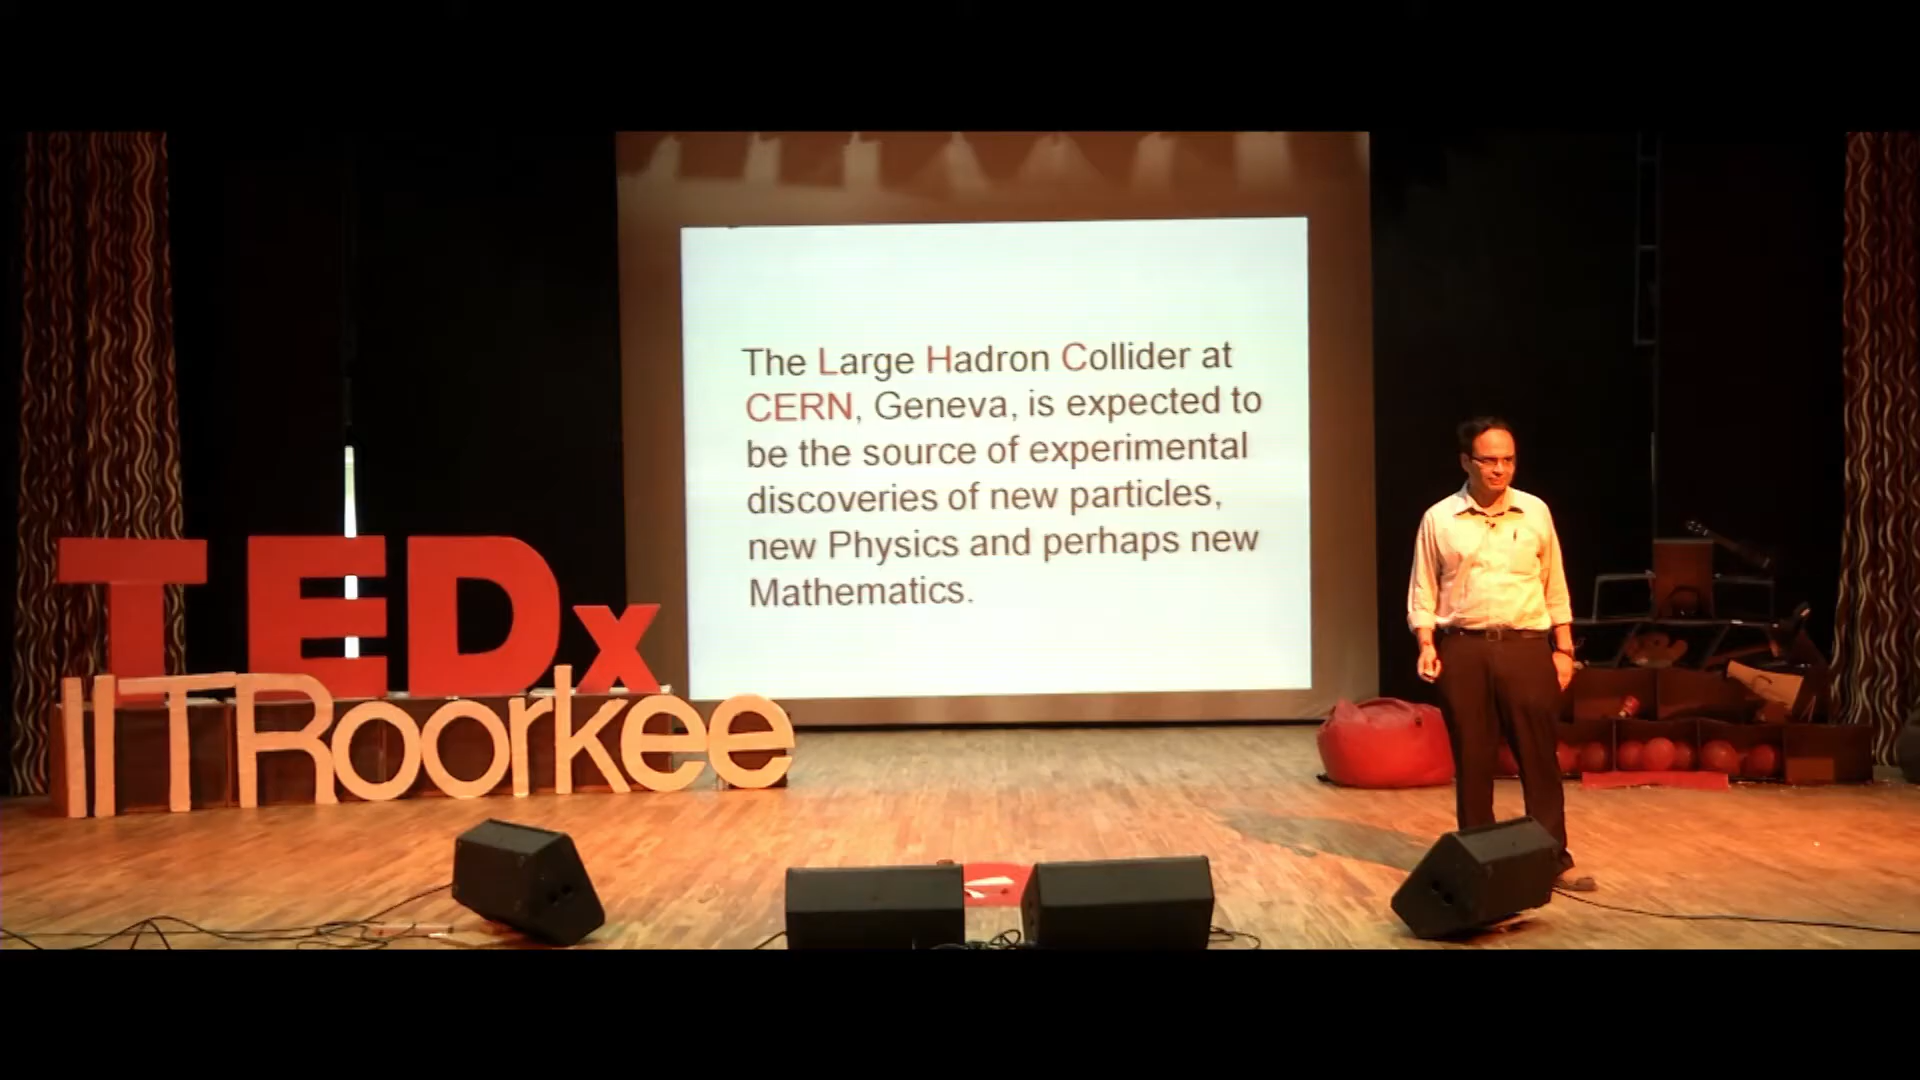 The Large Hadron Collider at
CERN, Geneva, is expected to
be the source of experimental
discoveries of new particles,
new Physics and perhaps new
Mathematics.
TEDx
IITRoorkee